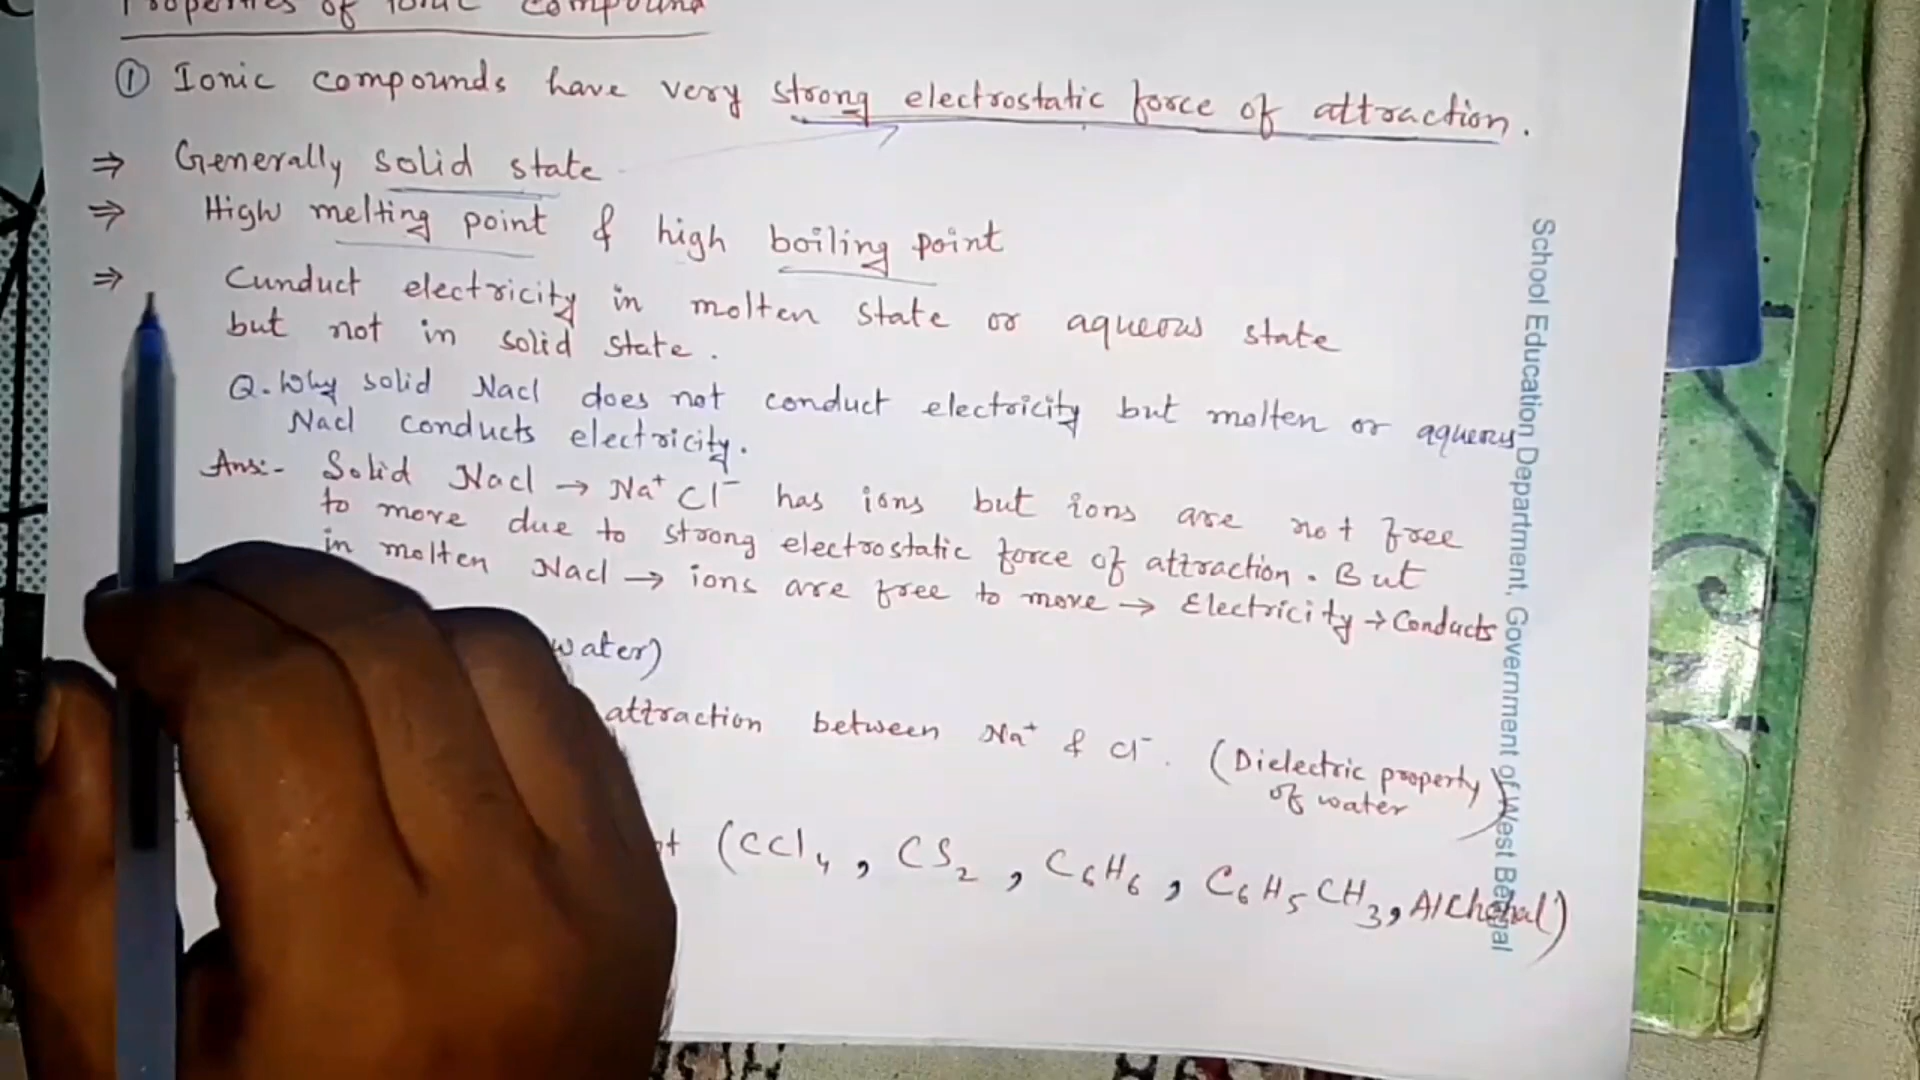 Properties of Ionic Compound
① Ionic compounds have very strong electrostatic force of attraction.
⇒ Generally solid state
⇒ High melting point & high boiling point
⇒ Cunduct electricity in molten state or aqueous state
but not in solid state.
Q. Why solid Nacl does not conduct electricity but molten or aqueous
Nacl conducts electricity.
Ans:- Solid Nacl → Na⁺ Cl⁻ has ions but ions are not free
to move due to strong electrostatic force of attraction. But
in molten Nacl → ions are free to move → Electricity → Conducts
water)
attraction between Na⁺ & Cl⁻. (Dielectric property
of water)
(CCl₄, CS₂, C₆H₆, C₆H₅CH₃, Alchohal)
School Education Department, Government of West Bengal